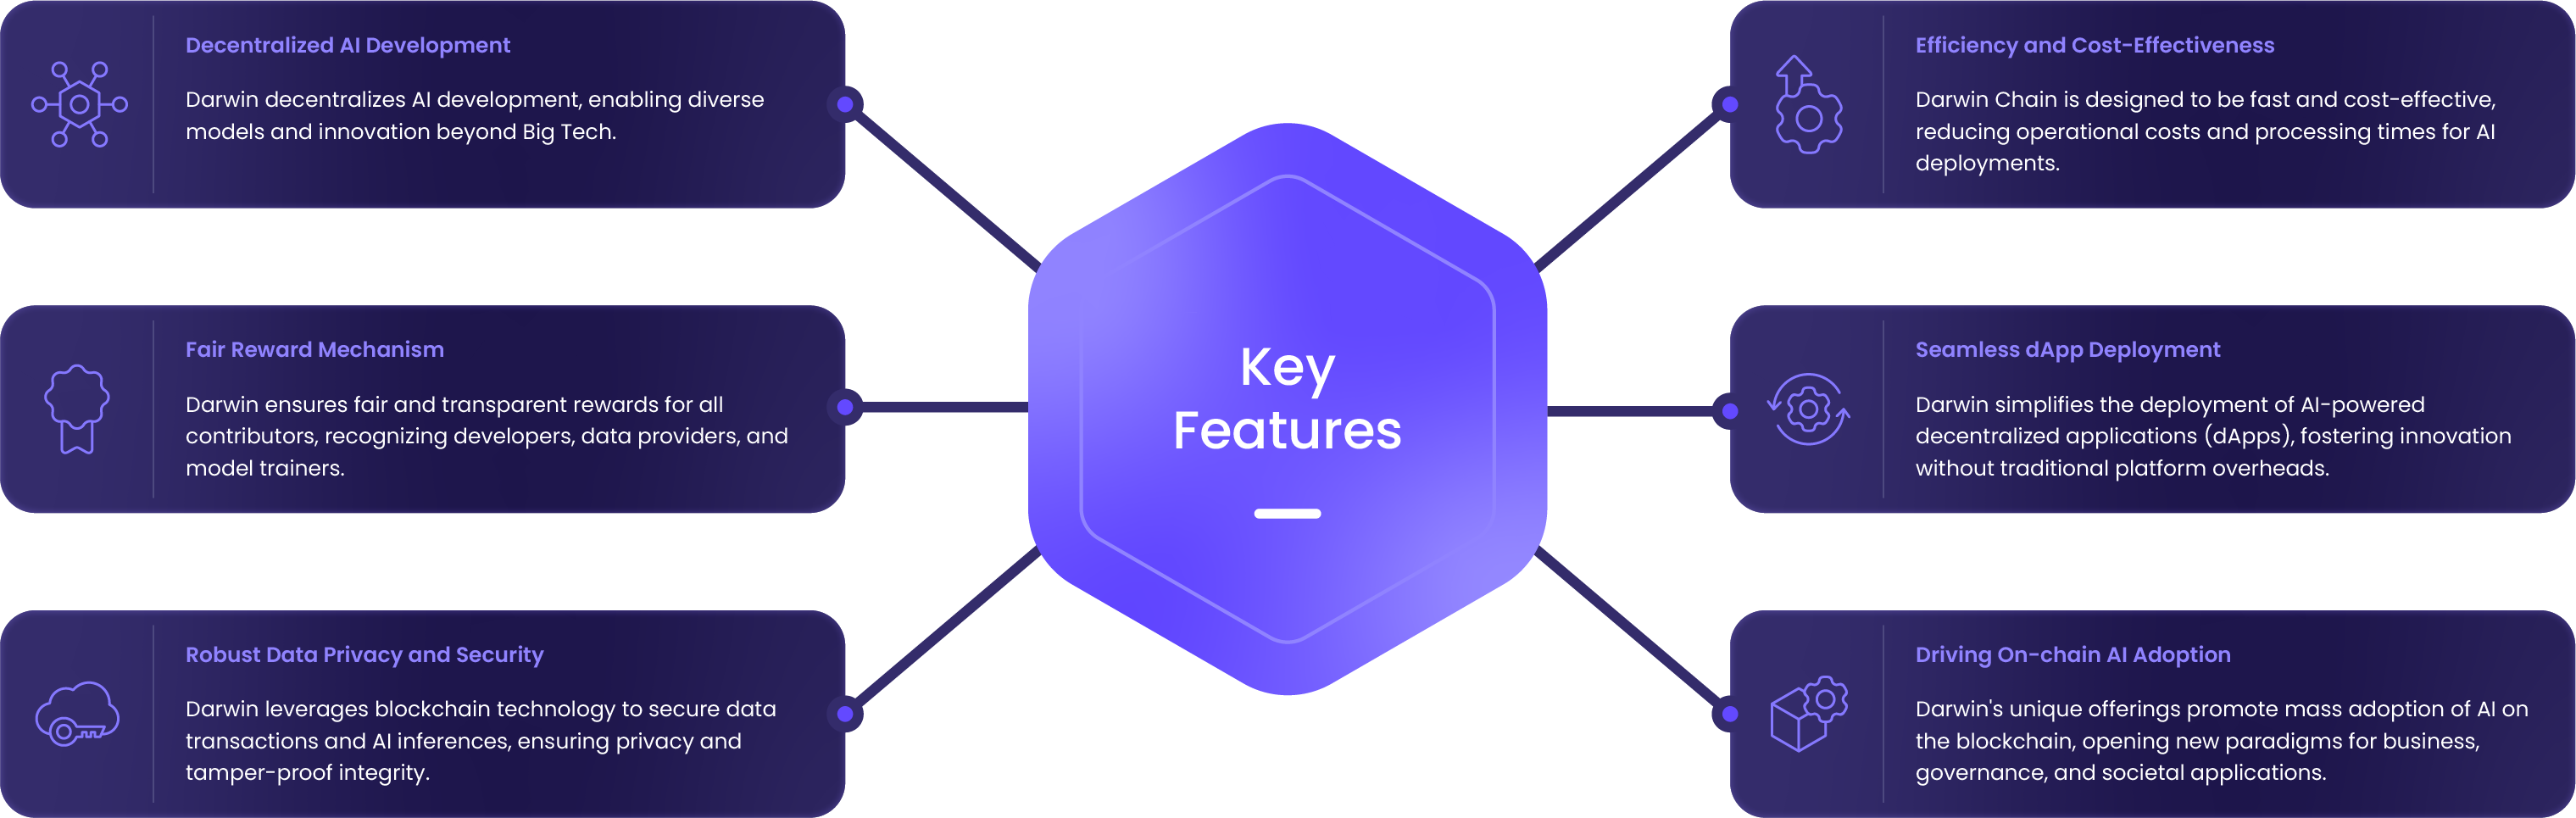 Decentralized AI Development
Darwin decentralizes AI development, enabling diverse
models and innovation beyond Big Tech.
Fair Reward Mechanism
Darwin ensures fair and transparent rewards for all
contributors, recognizing developers, data providers, and
model trainers.
Robust Data Privacy and Security
Darwin leverages blockchain technology to secure data
transactions and AI inferences, ensuring privacy and
tamper-proof integrity.
Key
Features
Efficiency and Cost-Effectiveness
Darwin Chain is designed to be fast and cost-effective,
reducing operational costs and processing times for AI
deployments.
Seamless dApp Deployment
Darwin simplifies the deployment of AI-powered
decentralized applications (dApps), fostering innovation
without traditional platform overheads.
Driving On-chain AI Adoption
Darwin's unique offerings promote mass adoption of AI on
the blockchain, opening new paradigms for business,
governance, and societal applications.